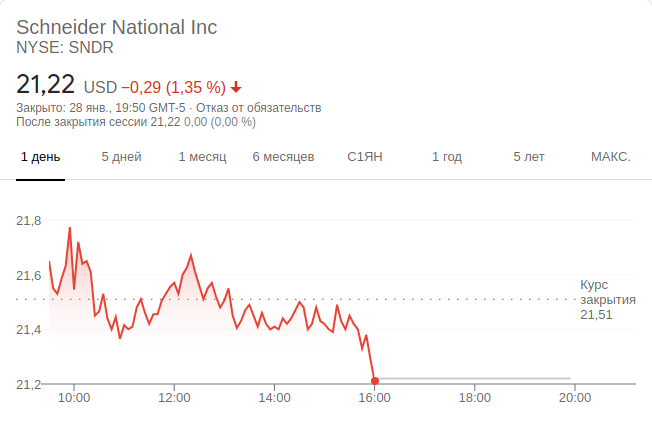 Schneider National Inc
NYSE: SNDR
21,22 USD −0,29 (1,35 %)
Закрыто: 28 янв., 19:50 GMT-5 · Отказ от обязательств
После закрытия сессии 21,22 0,00 (0,00 %)
1 день 5 дней 1 месяц 6 месяцев С1ЯН 1 год 5 лет МАКС.
21,8
21,6
Курс
закрытия
21,51
21,4
21,2
10:00 12:00 14:00 16:00 18:00 20:00